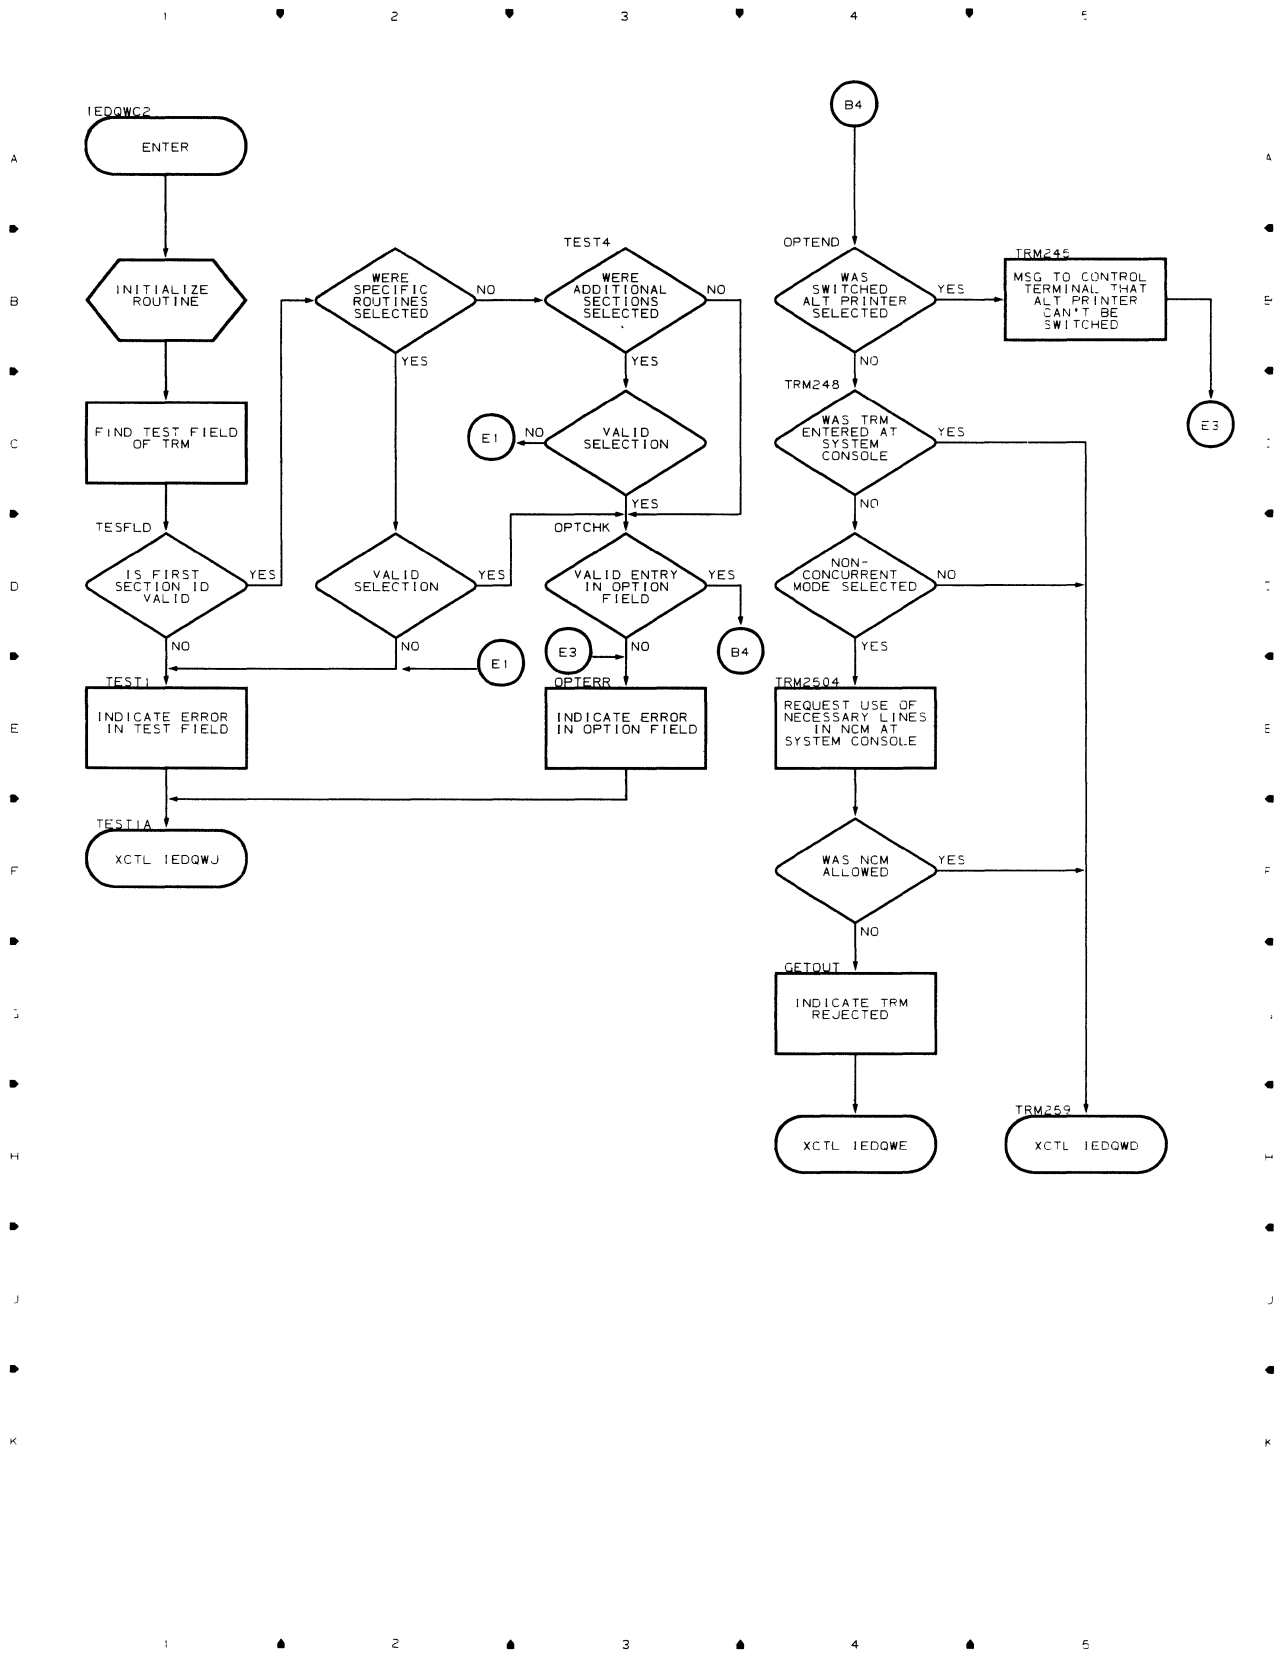 1 2 3 4 5
IEDQWC2
ENTER
B4
A A
INITIALIZE
ROUTINE
WERE
SPECIFIC
ROUTINES
SELECTED
NO
YES
TEST4
WERE
ADDITIONAL
SECTIONS
SELECTED
NO
YES
OPTEND
WAS
SWITCHED
ALT PRINTER
SELECTED
YES
NO
TRM245
MSG TO CONTROL
TERMINAL THAT
ALT PRINTER
CAN'T BE
SWITCHED
B B
FIND TEST FIELD
OF TRM
E1
NO
VALID
SELECTION
YES
TRM248
WAS TRM
ENTERED AT
SYSTEM
CONSOLE
YES
NO
E3
C
TESFLD
IS FIRST
SECTION ID
VALID
YES
NO
VALID
SELECTION
YES
NO
OPTCHK
VALID ENTRY
IN OPTION
FIELD
YES
NO
NON-
CONCURRENT
MODE SELECTED
NO
YES
D
E1
E3
B4
TEST1
INDICATE ERROR
IN TEST FIELD
OPTERR
INDICATE ERROR
IN OPTION FIELD
TRM2504
REQUEST USE OF
NECESSARY LINES
IN NCM AT
SYSTEM CONSOLE
E E
TEST1A
XCTL IEDQWJ
WAS NCM
ALLOWED
YES
NO
F F
GETOUT
INDICATE TRM
REJECTED
XCTL IEDQWE
TRM259
XCTL IEDQWD
H
J J
K K
1 2 3 4 5